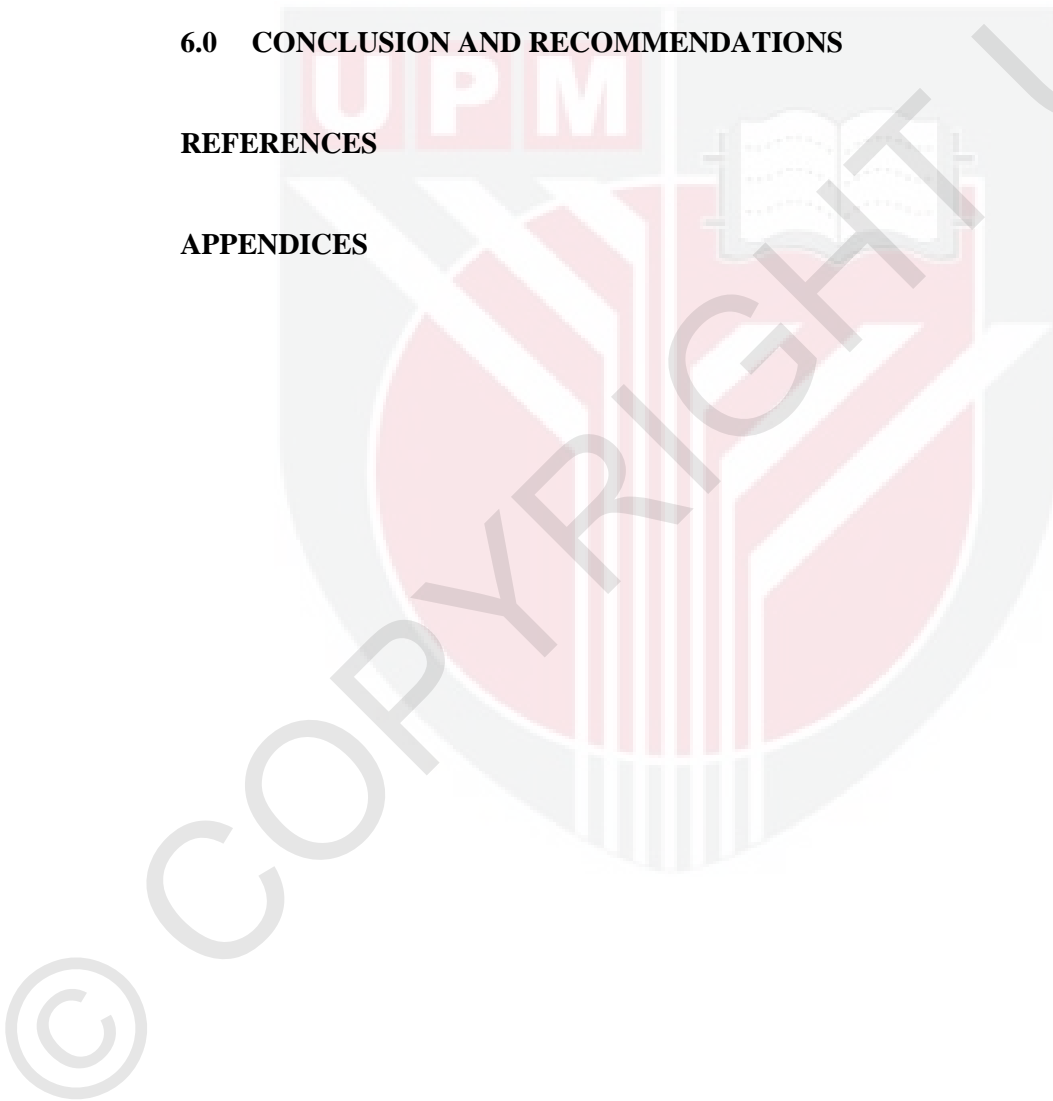 6.0 CONCLUSION AND RECOMMENDATIONS
UPM
REFERENCES
APPENDICES
© COPYRIGHT U